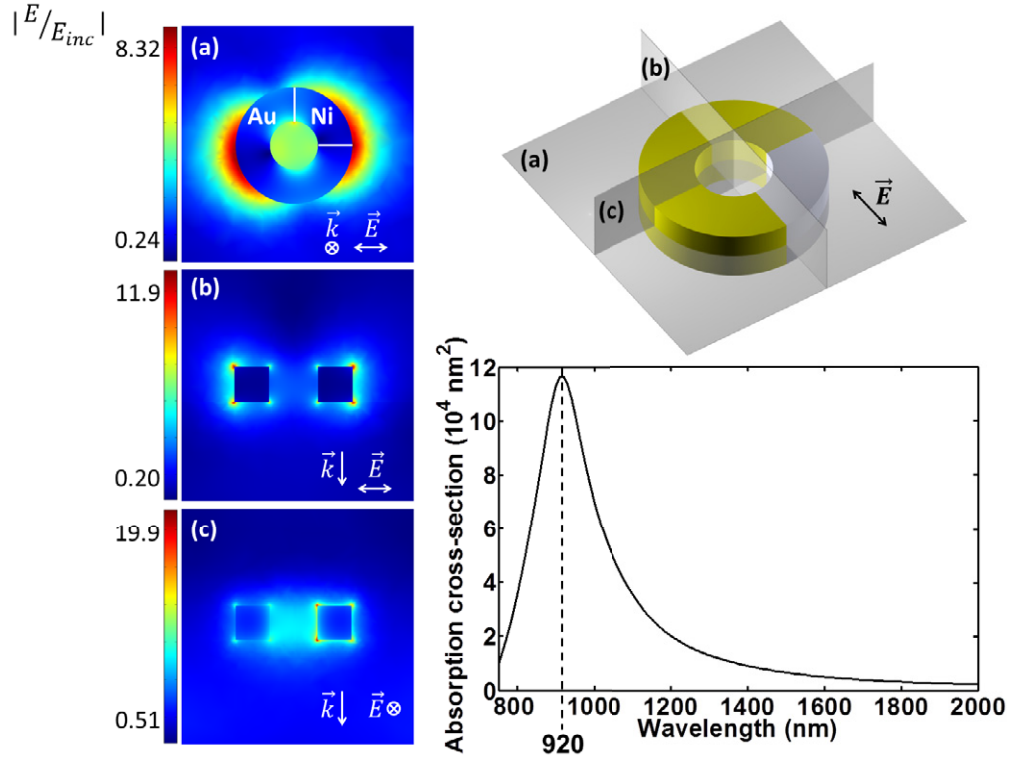 |E/E_inc|
8.32
0.24
(a)
Au
Ni
k⃗
⊗
E⃗
11.9
0.20
(b)
k⃗
E⃗
19.9
0.51
(c)
k⃗
E⃗ ⊗
(b)
(a)
(c)
E⃗
Absorption cross-section (10⁴ nm²)
12
10
8
6
4
2
0
800 1000 1200 1400 1600 1800 2000
Wavelength (nm)
920